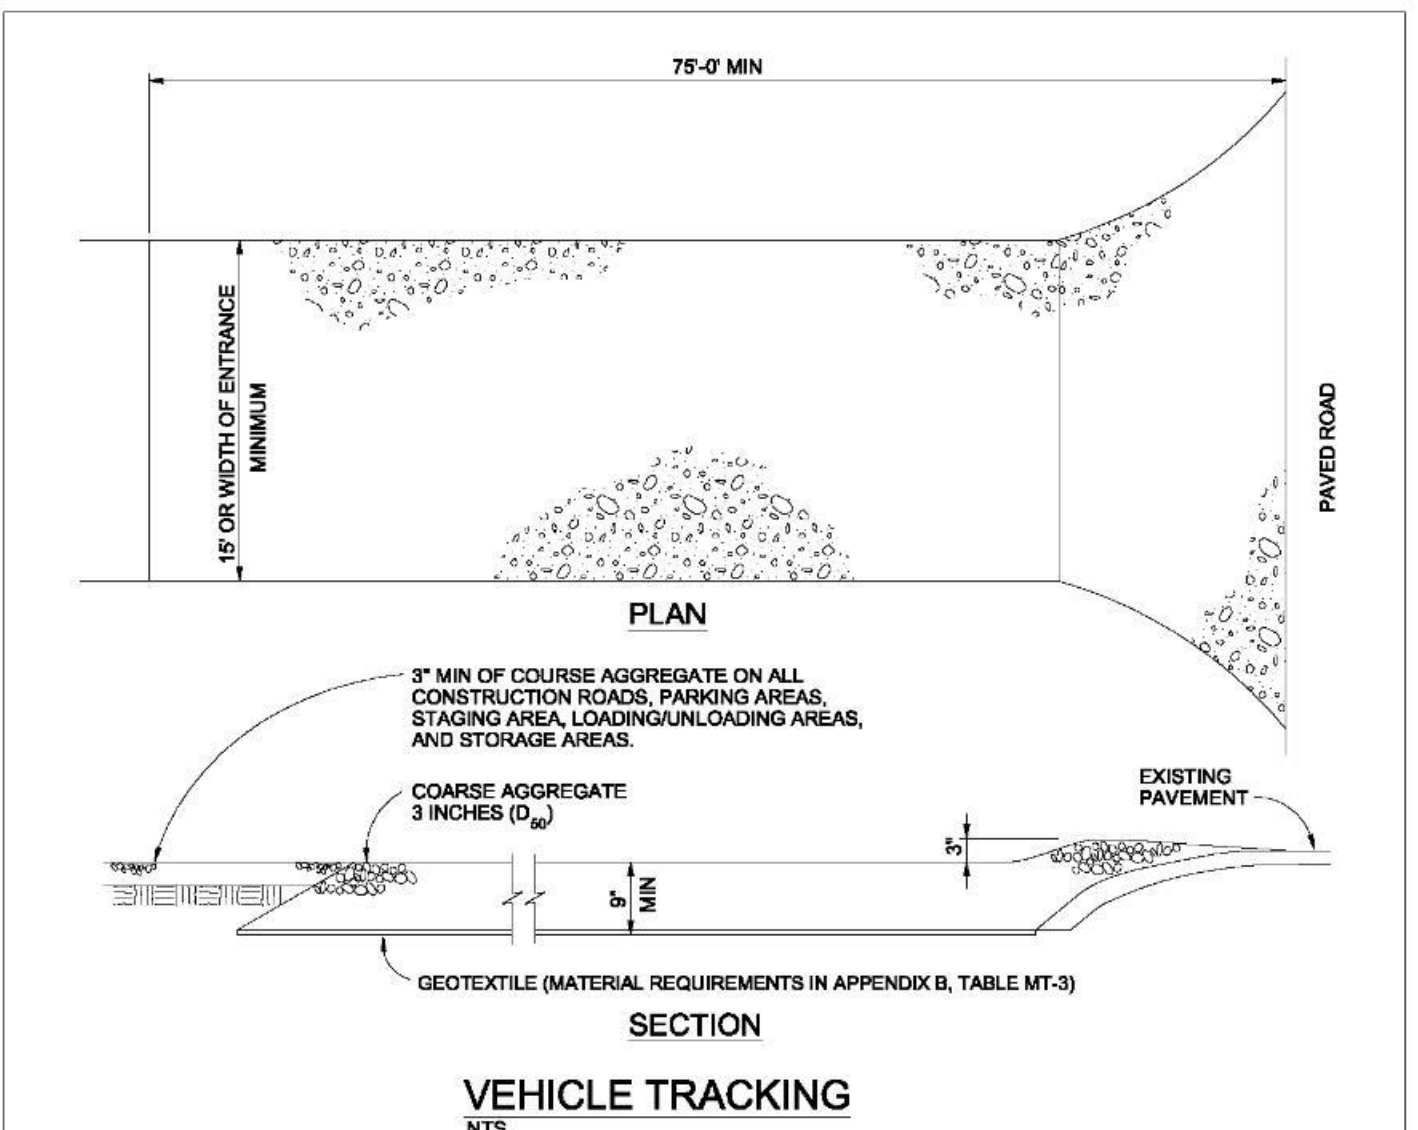 75'-0' MIN
15' OR WIDTH OF ENTRANCE
MINIMUM
PAVED ROAD
PLAN
3" MIN OF COURSE AGGREGATE ON ALL
CONSTRUCTION ROADS, PARKING AREAS,
STAGING AREA, LOADING/UNLOADING AREAS,
AND STORAGE AREAS.
COARSE AGGREGATE
3 INCHES (D50)
EXISTING
PAVEMENT
3"
9"
MIN
GEOTEXTILE (MATERIAL REQUIREMENTS IN APPENDIX B, TABLE MT-3)
SECTION
VEHICLE TRACKING
NTS